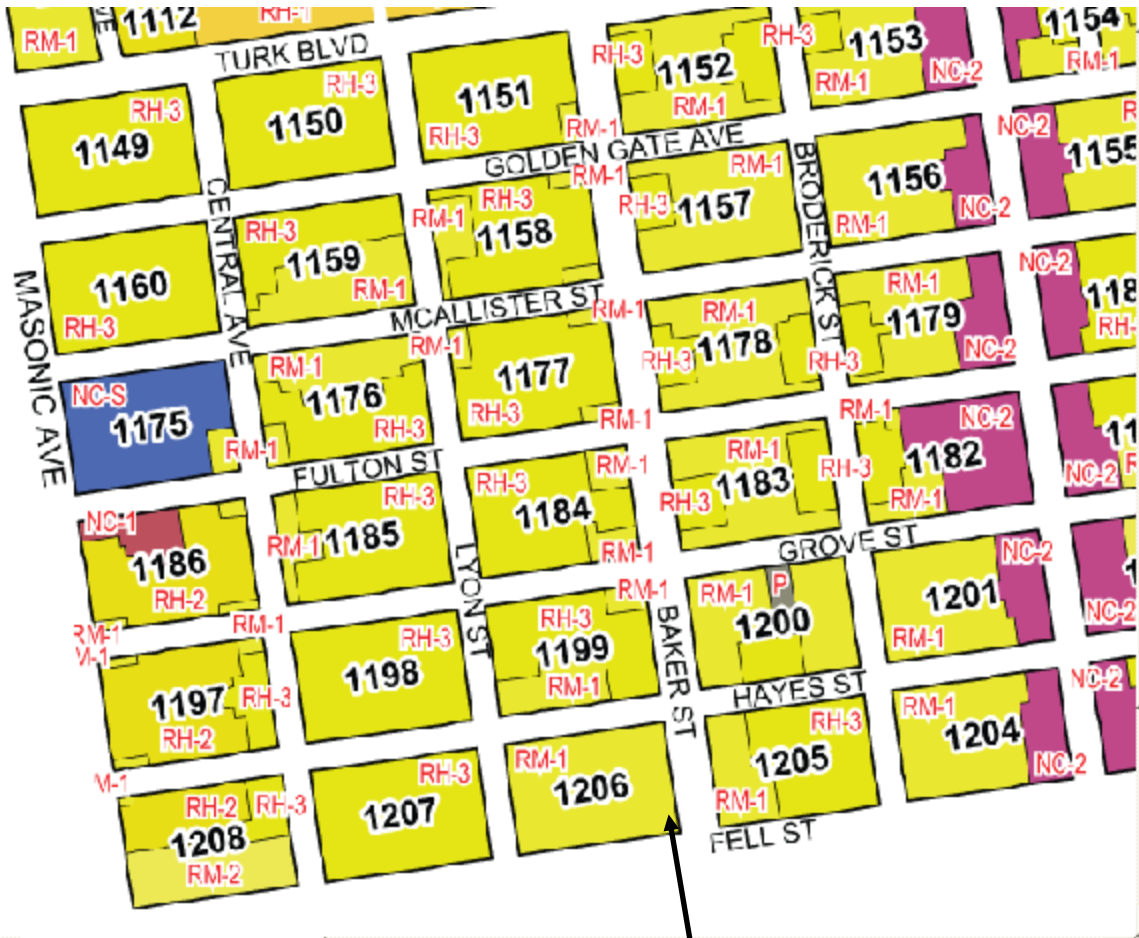 RM-1
1112
RH-1
TURK BLVD
RH-3
1152
RM-1
RH-3
1153
RM-1
NC-2
1154
RM-1
1149
RH-3
1150
RH-3
1151
RH-3
RM-1
GOLDEN GATE AVE
RM-1
RM-1
RH-3
1157
BRODERICK ST
1156
RM-1
NC-2
NC-2
1155
CENTRAL AVE
RH-3
1159
RM-1
RM-1
RH-3
1158
MCALLISTER ST
RM-1
MASONIC AVE
1160
RH-3
RM-1
1178
RH-3
RH-3
RM-1
1179
NC-2
NC-2
RH-
NC-S
1175
RM-1
RM-1
1176
RH-3
RM-1
1177
RH-3
RM-1
FULTON ST
RM-1
1183
RH-3
RH-3
RM-1
NC-2
1182
RM-1
NC-2
NC-1
1186
RH-2
RM-1
RH-3
1185
RM-1
RH-3
1184
RM-1
RM-1
LYON ST
GROVE ST
RM-1
P
1200
1201
RM-1
NC-2
NC-2
RM-1
1197
RH-3
RH-2
RH-3
1198
RH-3
1199
RM-1
RM-1
BAKER ST
HAYES ST
RH-2
RH-3
1208
RM-2
RH-3
1207
RM-1
1206
RH-3
1205
RM-1
RM-1
1204
NC-2
NC-2
FELL ST